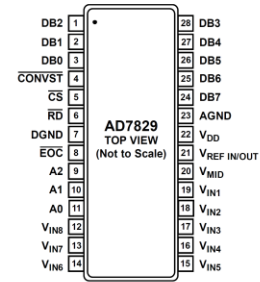 DB2 1
DB1 2
DB0 3
CONVST 4
CS 5
RD 6
DGND 7
EOC 8
A2 9
A1 10
A0 11
VIN8 12
VIN7 13
VIN6 14
AD7829
TOP VIEW
(Not to Scale)
28 DB3
27 DB4
26 DB5
25 DB6
24 DB7
23 AGND
22 VDD
21 VREF IN/OUT
20 VMID
19 VIN1
18 VIN2
17 VIN3
16 VIN4
15 VIN5